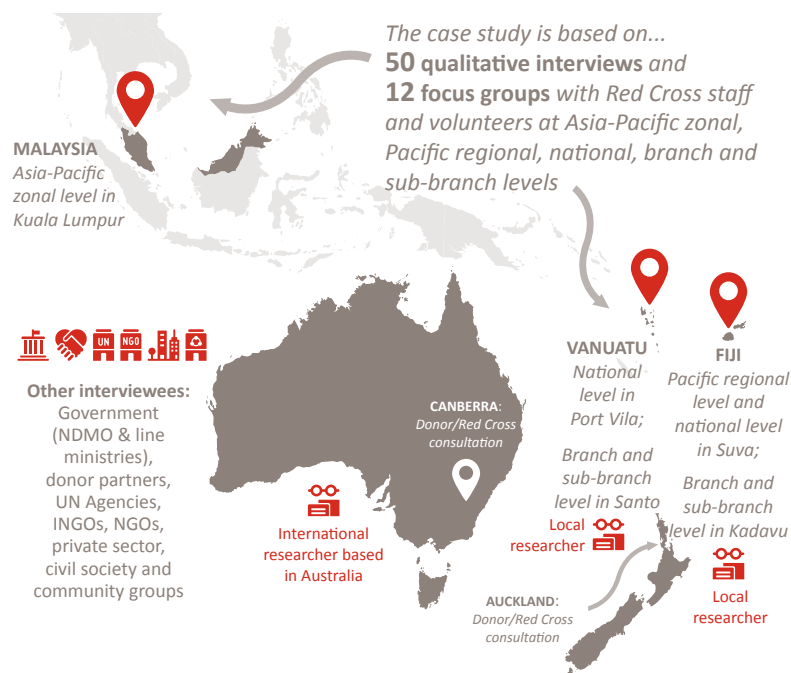 The case study is based on...
50 qualitative interviews and
12 focus groups with Red Cross staff
and volunteers at Asia-Pacific zonal,
Pacific regional, national, branch and
sub-branch levels
MALAYSIA
Asia-Pacific
zonal level in
Kuala Lumpur
UN
NGO
Other interviewees:
Government
(NDMO & line
ministries),
donor partners,
UN Agencies,
INGOs, NGOs,
private sector,
civil society and
community groups
CANBERRA:
Donor/Red Cross
consultation
International
researcher based
in Australia
VANUATU
National
level in
Port Vila;
Branch and
sub-branch
level in Santo
Local
researcher
FIJI
Pacific regional
level and
national level
in Suva;
Branch and
sub-branch
level in Kadavu
Local
researcher
AUCKLAND:
Donor/Red Cross
consultation